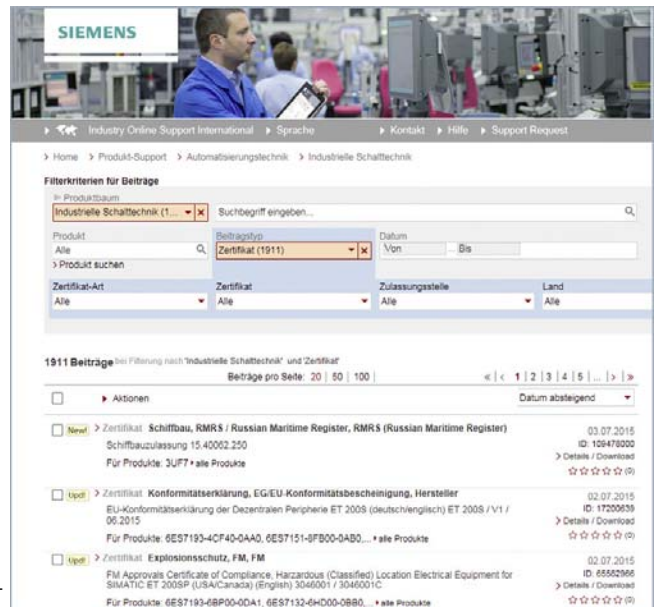 SIEMENS
Industry Online Support International Sprache Kontakt Hilfe Support Request
> Home > Produkt-Support > Automatisierungstechnik > Industrielle Schalttechnik
Filterkriterien für Beiträge
Produktbaum
Industrielle Schalttechnik (1... Suchbegriff eingeben...
Produkt Beitragstyp Datum
Alle Zertifikat (1911) Von ... Bis
> Produkt suchen
Zertifikat-Art Zertifikat Zulassungsstelle Land
Alle Alle Alle Alle
1911 Beiträge bei Filterung nach 'Industrielle Schalttechnik' und 'Zertifikat'
Beiträge pro Seite: 20 | 50 | 100 | « | < 1 | 2 | 3 | 4 | 5 | ... | > | »
Aktionen Datum absteigend
New! > Zertifikat Schiffbau, RMRS / Russian Maritime Register, RMRS (Russian Maritime Register) 03.07.2015
Schiffbauzulassung 15.40062.250 ID: 109478000
> Details / Download
Für Produkte: 3UF7 alle Produkte (0)
Upd! > Zertifikat Konformitätserklärung, EG/EU-Konformitätsbescheinigung, Hersteller 02.07.2015
EU-Konformitätserklärung der Dezentralen Peripherie ET 200S (deutsch/englisch) ET 200S / V1 / ID: 17200639
06.2015 > Details / Download
Für Produkte: 6ES7193-4CF40-0AA0, 6ES7151-8FB00-0AB0,... alle Produkte (0)
Upd! > Zertifikat Explosionsschutz, FM, FM 02.07.2015
FM Approvals Certificate of Compliance, Harzardous (Classified) Location Electrical Equipment for ID: 65582966
SIMATIC ET 200SP (USA/Canada) (English) 3046001 / 3046001C > Details / Download
Für Produkte: 6ES7193-6BP00-0DA1, 6ES7132-6HD00-0BB0,... alle Produkte (0)